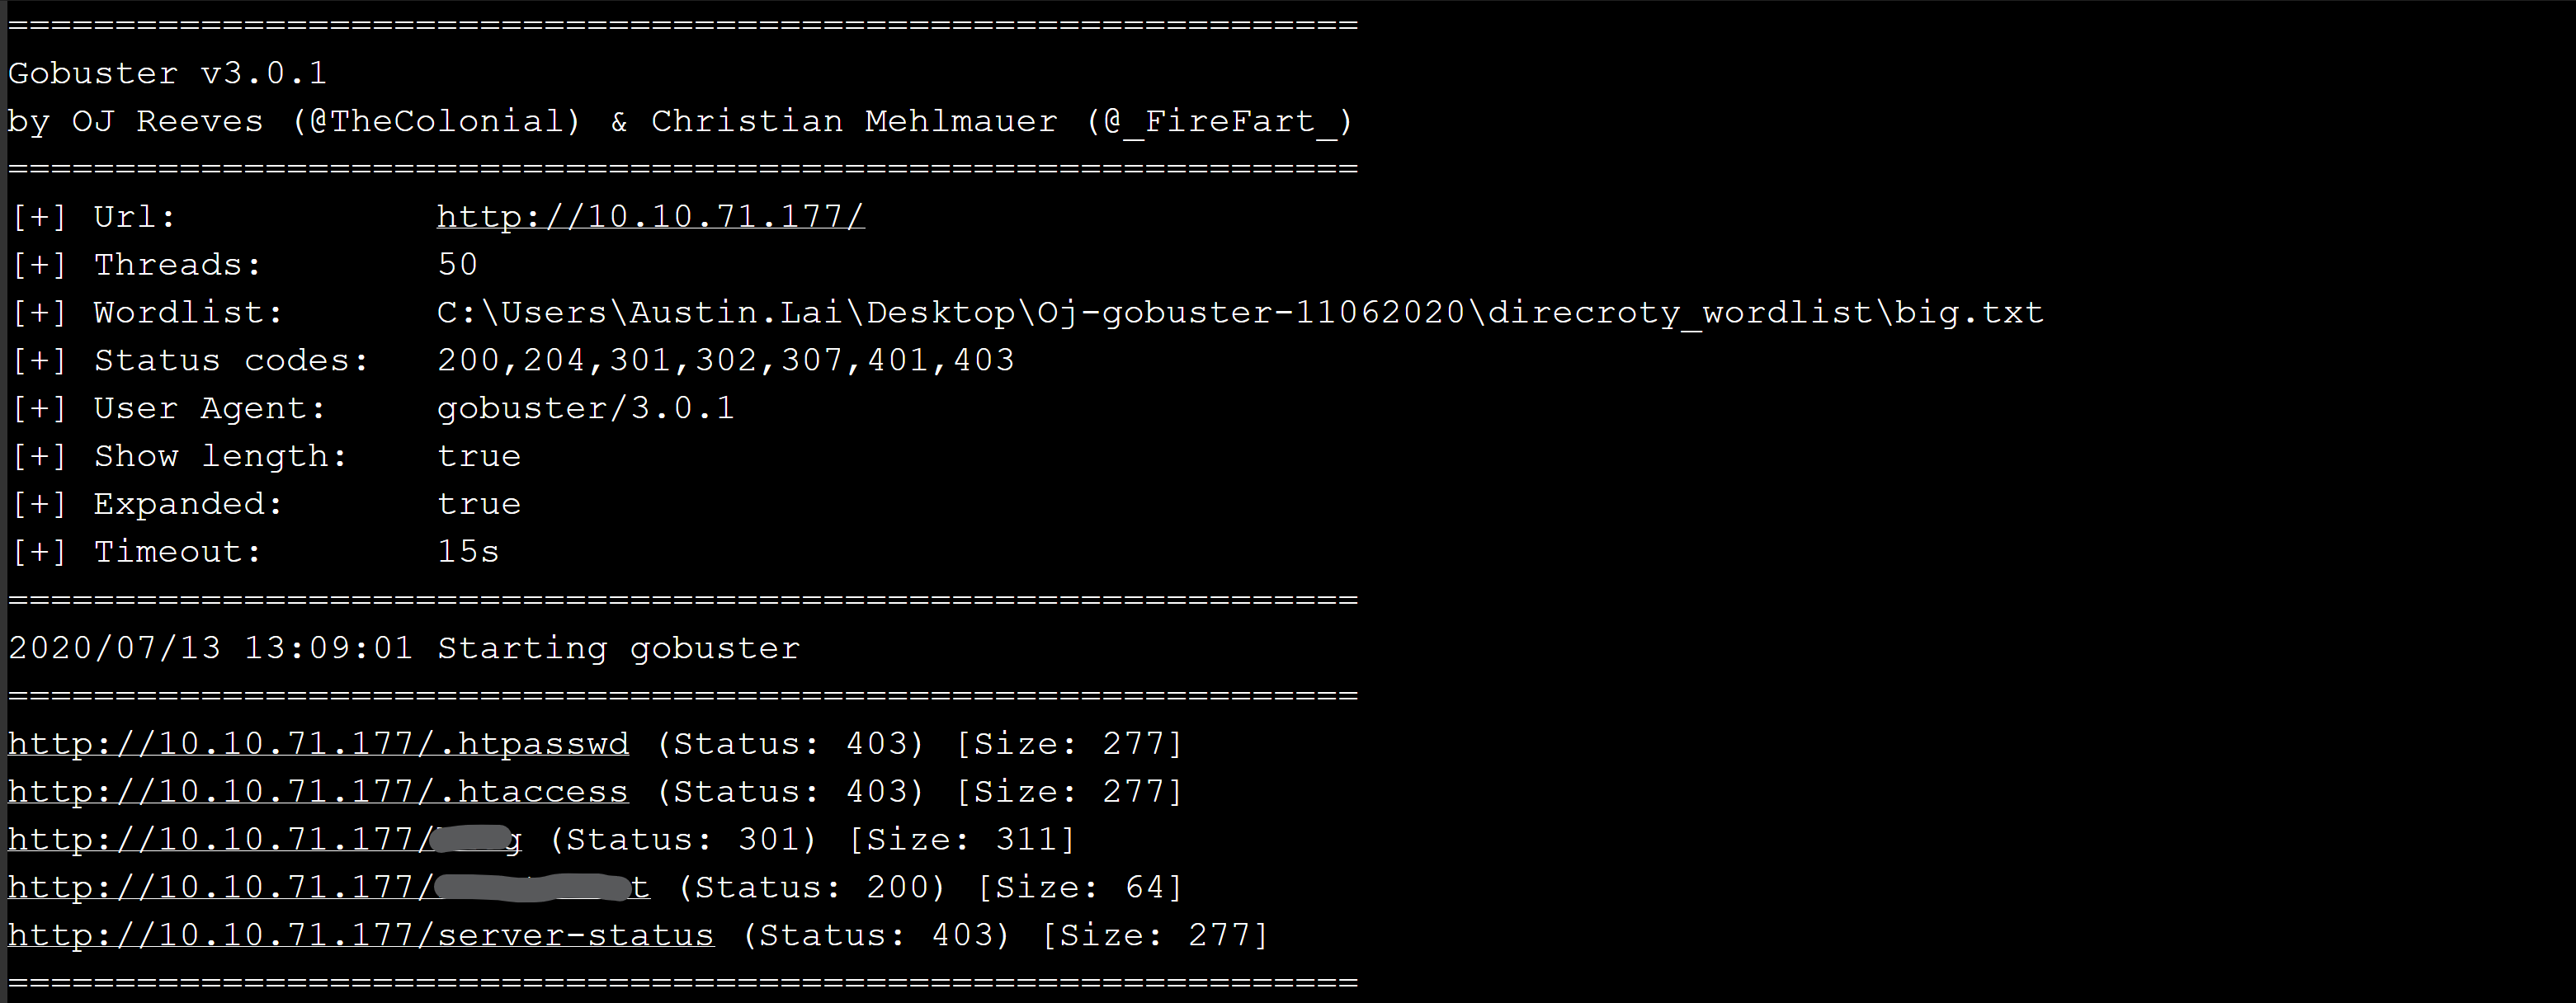 ===============================================================
Gobuster v3.0.1
by OJ Reeves (@TheColonial) & Christian Mehlmauer (@_FireFart_)
===============================================================
[+] Url:            http://10.10.71.177/
[+] Threads:        50
[+] Wordlist:       C:\Users\Austin.Lai\Desktop\Oj-gobuster-11062020\direcroty_wordlist\big.txt
[+] Status codes:   200,204,301,302,307,401,403
[+] User Agent:     gobuster/3.0.1
[+] Show length:    true
[+] Expanded:       true
[+] Timeout:        15s
===============================================================
2020/07/13 13:09:01 Starting gobuster
===============================================================
http://10.10.71.177/.htpasswd (Status: 403) [Size: 277]
http://10.10.71.177/.htaccess (Status: 403) [Size: 277]
http://10.10.71.177/ (Status: 301) [Size: 311]
http://10.10.71.177/ (Status: 200) [Size: 64]
http://10.10.71.177/server-status (Status: 403) [Size: 277]
===============================================================